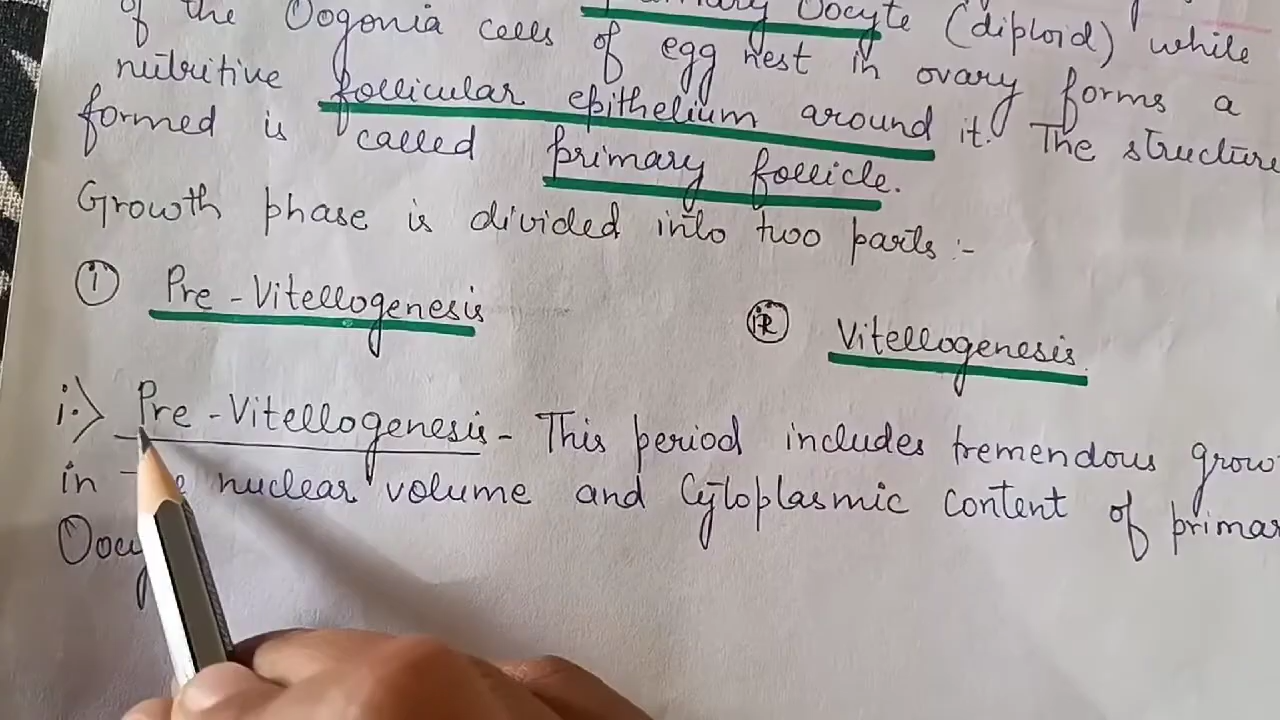 of the Oogonia cells Oocyte (diploid) while
of egg nest in ovary forms a
nutritive follicular epithelium around it. The structure
formed is called primary follicle.
Growth phase is divided into two parts :-
① Pre - Vitellogenesis
ii Vitellogenesis.
i.> Pre - Vitellogenesis - This period includes tremendous grow
in nuclear volume and Cytoplasmic content of primar
Oocy